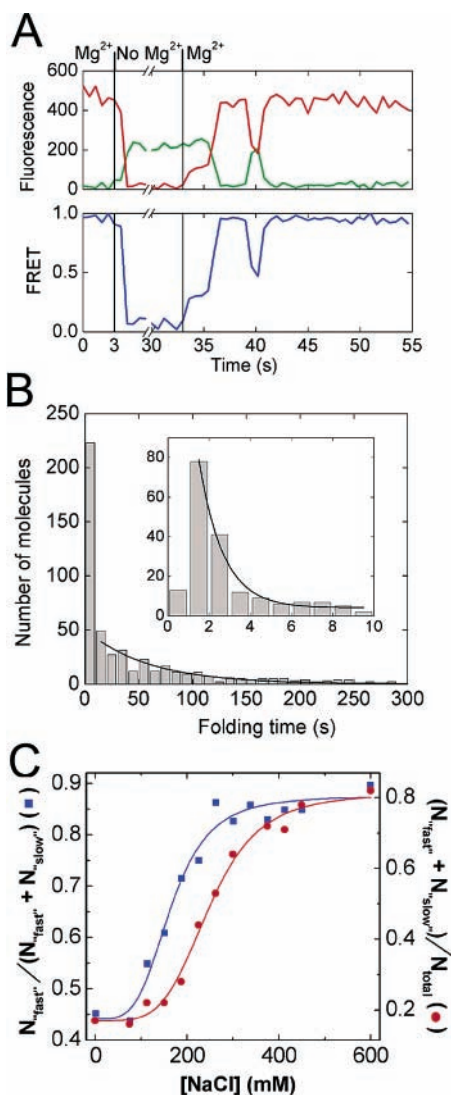 A
Mg²⁺ No Mg²⁺ Mg²⁺
600
400
200
0
Fluorescence
1.0
0.5
0.0
FRET
0 3 30 35 40 45 50 55
Time (s)
B
250
200
150
100
50
0
Number of molecules
80
60
40
20
0
0 2 4 6 8 10
0 50 100 150 200 250 300
Folding time (s)
C
0.9
0.8
0.7
0.6
0.5
0.4
N"fast"/(N"fast" + N"slow") (■)
0.8
0.6
0.4
0.2
(N"fast" + N"slow")/Ntotal (●)
0 200 400 600
[NaCl] (mM)